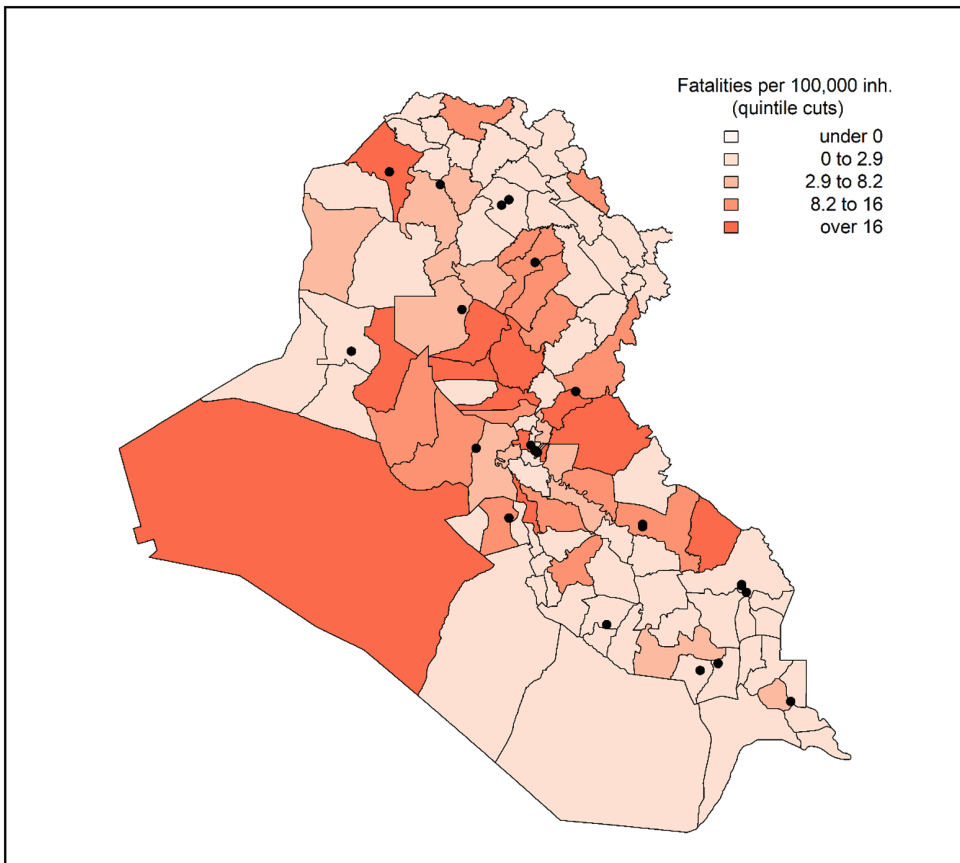 Fatalities per 100,000 inh.
(quintile cuts)
under 0
0 to 2.9
2.9 to 8.2
8.2 to 16
over 16